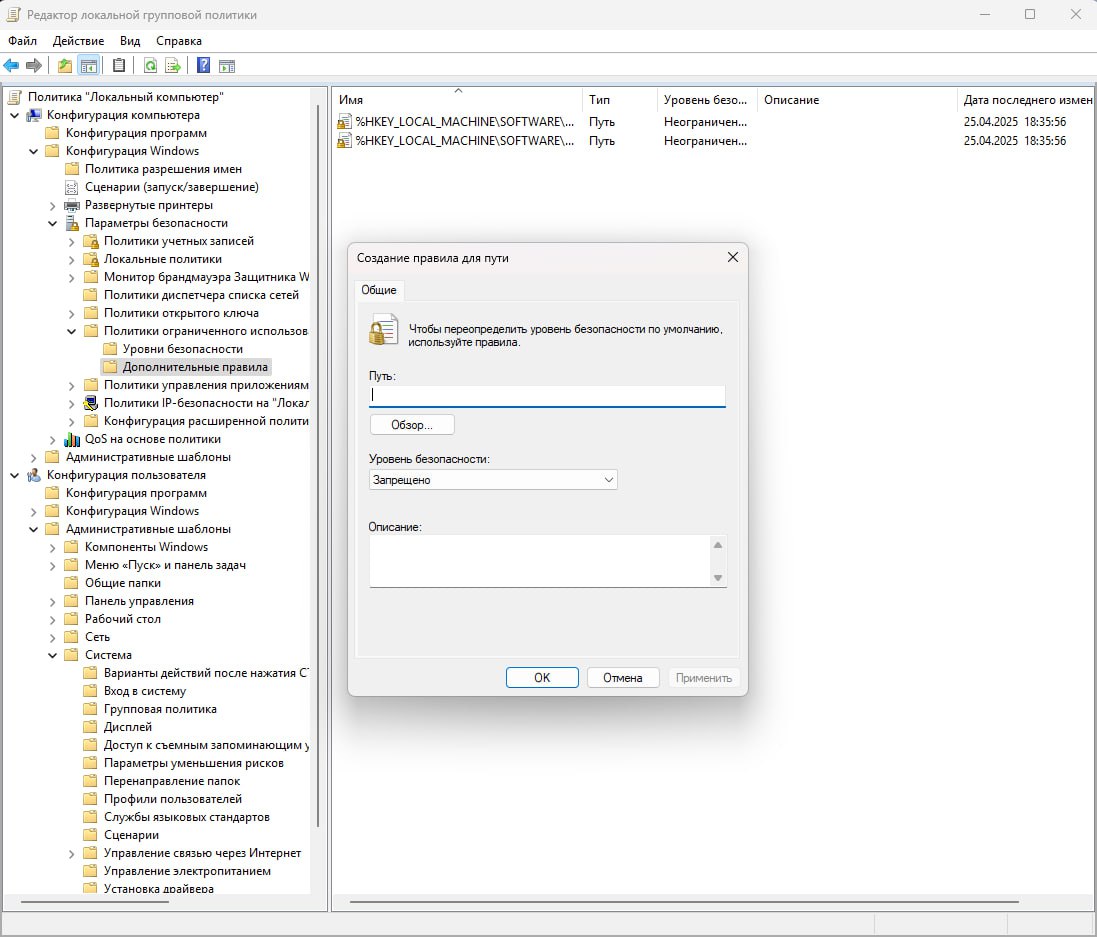 Редактор локальной групповой политики
Файл Действие Вид Справка
Политика "Локальный компьютер"
Конфигурация компьютера
Конфигурация программ
Конфигурация Windows
Политика разрешения имен
Сценарии (запуск/завершение)
Развернутые принтеры
Параметры безопасности
Политики учетных записей
Локальные политики
Монитор брандмауэра Защитника W
Политики диспетчера списка сетей
Политики открытого ключа
Политики ограниченного использов
Уровни безопасности
Дополнительные правила
Политики управления приложениям
Политики IP-безопасности на "Локал
Конфигурация расширенной полити
QoS на основе политики
Административные шаблоны
Конфигурация пользователя
Конфигурация программ
Конфигурация Windows
Административные шаблоны
Компоненты Windows
Меню «Пуск» и панель задач
Общие папки
Панель управления
Рабочий стол
Сеть
Система
Варианты действий после нажатия CT
Вход в систему
Групповая политика
Дисплей
Доступ к съемным запоминающим у
Параметры уменьшения рисков
Перенаправление папок
Профили пользователей
Службы языковых стандартов
Сценарии
Управление связью через Интернет
Управление электропитанием
Установка драйвера
Имя Тип Уровень безо... Описание Дата последнего измен
%HKEY_LOCAL_MACHINE\SOFTWARE\... Путь Неограничен... 25.04.2025 18:35:56
%HKEY_LOCAL_MACHINE\SOFTWARE\... Путь Неограничен... 25.04.2025 18:35:56
Создание правила для пути
Общие
Чтобы переопределить уровень безопасности по умолчанию,
используйте правила.
Путь:
Обзор...
Уровень безопасности:
Запрещено
Описание:
OK Отмена Применить